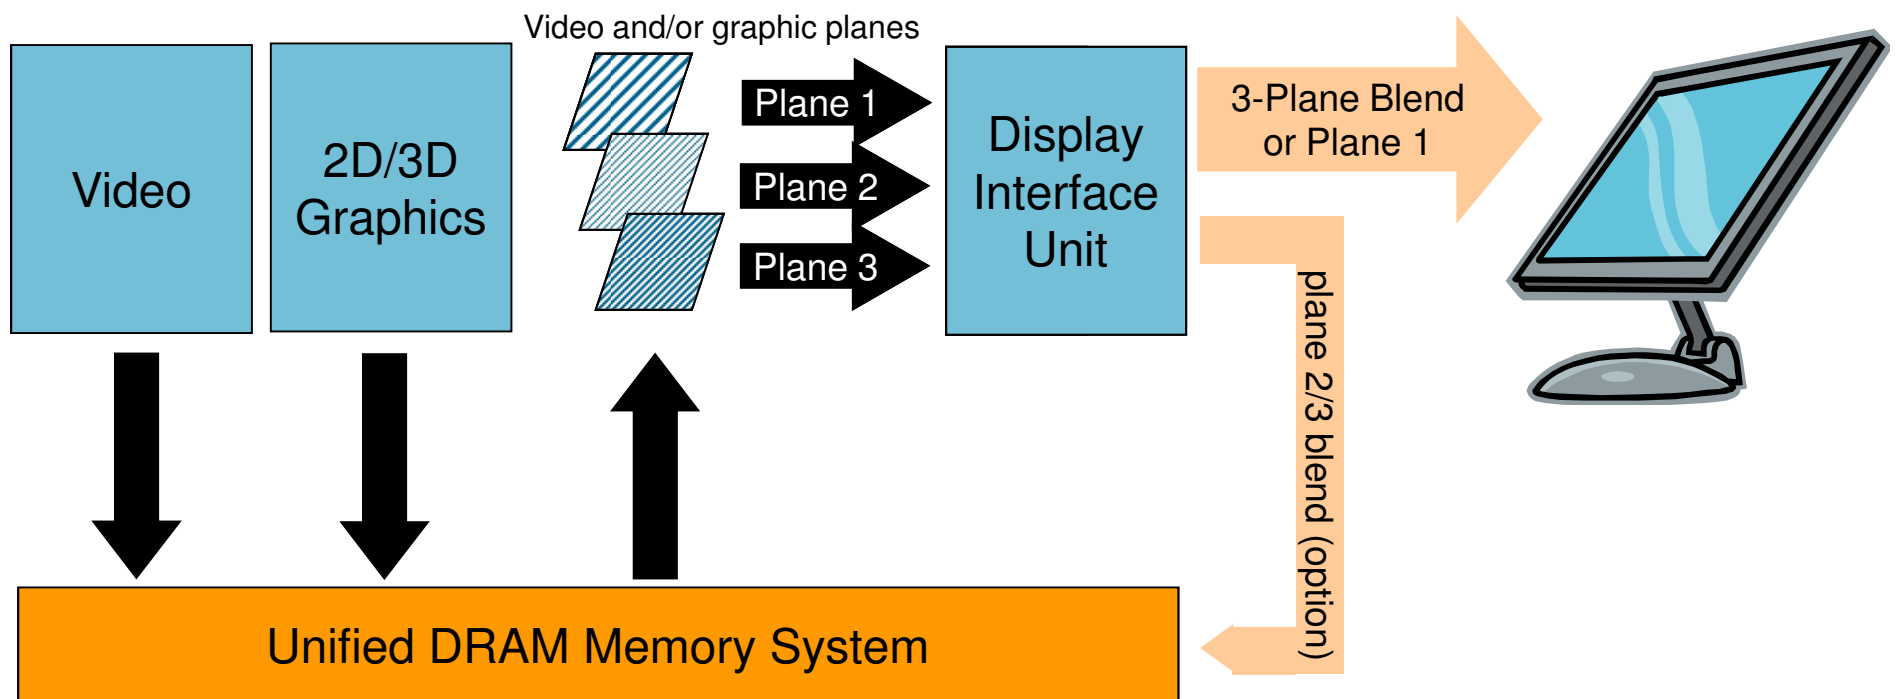 Video and/or graphic planes
Video
2D/3D
Graphics
Plane 1
Plane 2
Plane 3
Display
Interface
Unit
3-Plane Blend
or Plane 1
plane 2/3 blend (option)
Unified DRAM Memory System